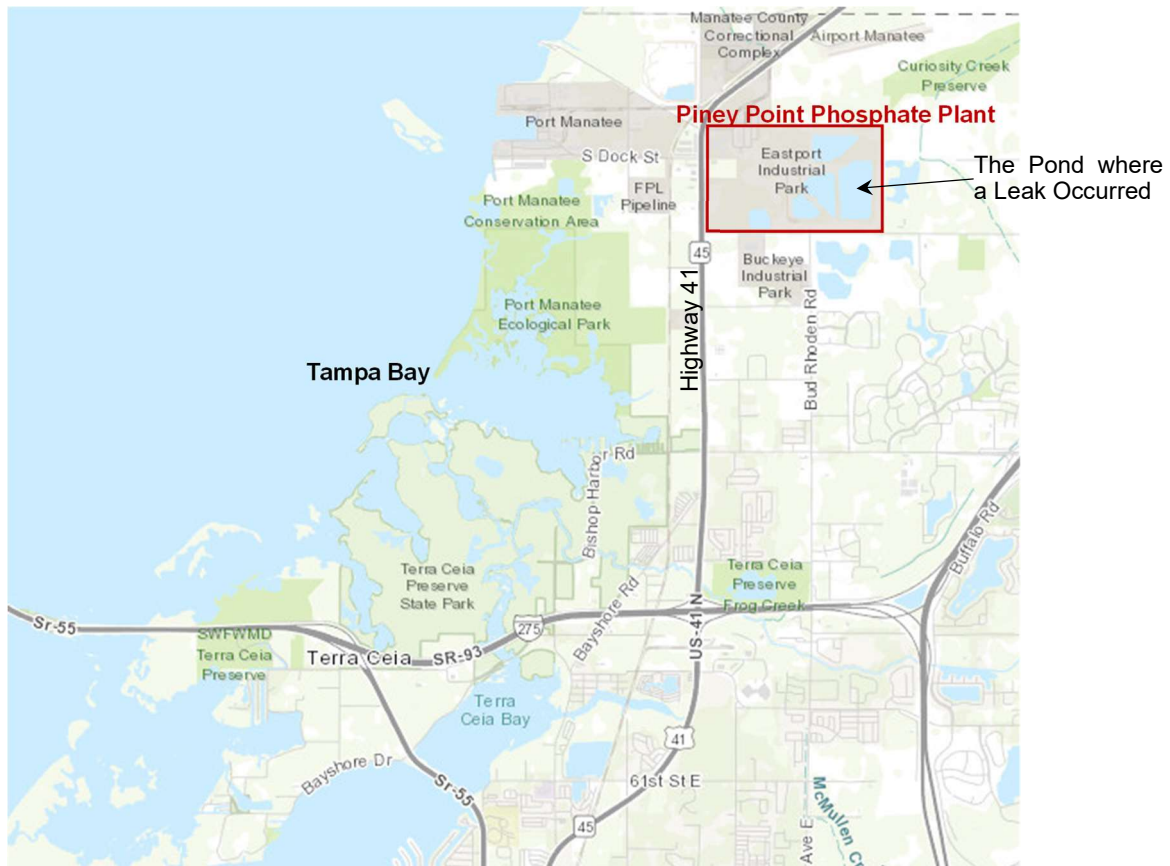 Manatee County
Correctional
Complex
Airport Manatee
Curiosity Creek
Preserve
Piney Point Phosphate Plant
Port Manatee
S Dock St
Eastport
Industrial
Park
The Pond where
a Leak Occurred
FPL
Pipeline
Port Manatee
Conservation Area
45
Buckeye
Industrial
Park
Port Manatee
Ecological Park
Highway 41
Bud Rhoden Rd
Tampa Bay
Bishop Harbor Rd
Buffalo Rd
Terra Ceia
Preserve
State Park
Terra Ceia
Preserve
Frog Creek
Bayshore Rd
US-41 N
Sr-55
275
SWFWMD
Terra Ceia
Preserve
Terra Ceia
SR-93
Terra
Ceia Bay
41
Bayshore Dr
Sr-55
61st St E
45
Ave E
McMullen